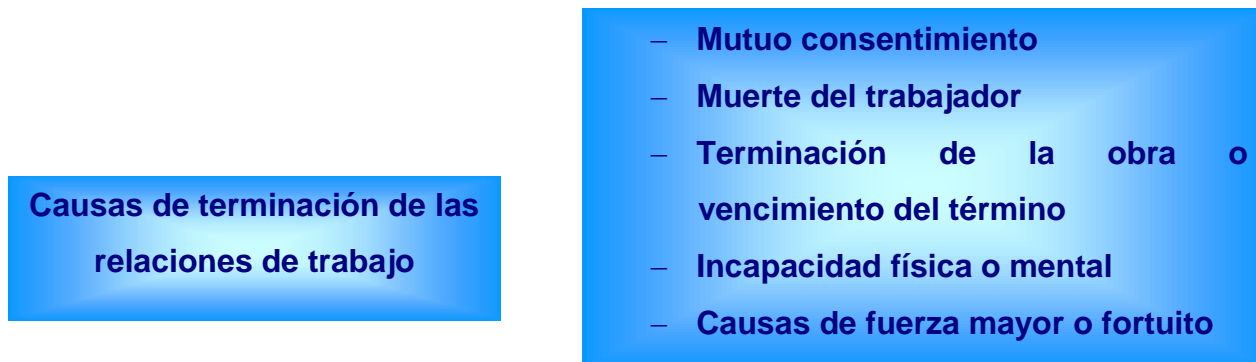 Causas de terminación de las
relaciones de trabajo
– Mutuo consentimiento
– Muerte del trabajador
– Terminación de la obra o
vencimiento del término
– Incapacidad física o mental
– Causas de fuerza mayor o fortuito